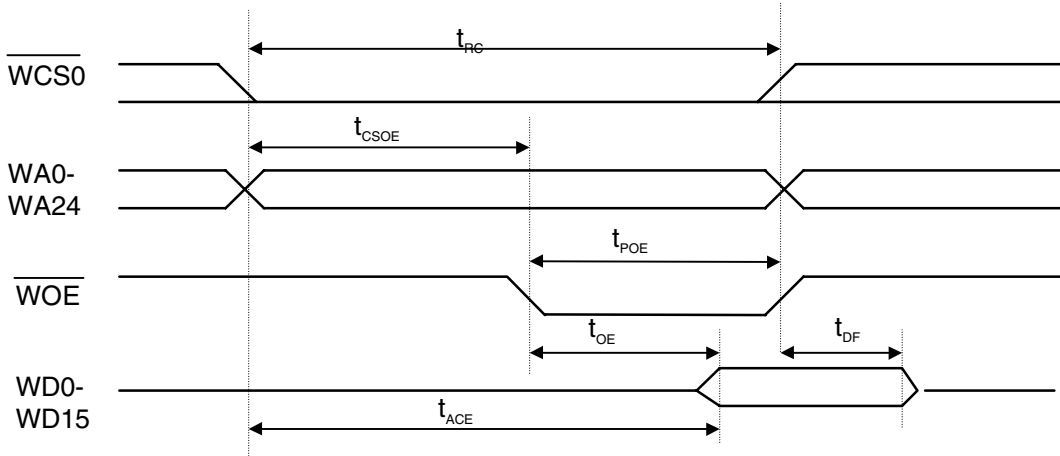 t_RC
WCS0
t_CSOE
WA0-
WA24
t_POE
WOE
t_OE
t_DF
WD0-
WD15
t_ACE